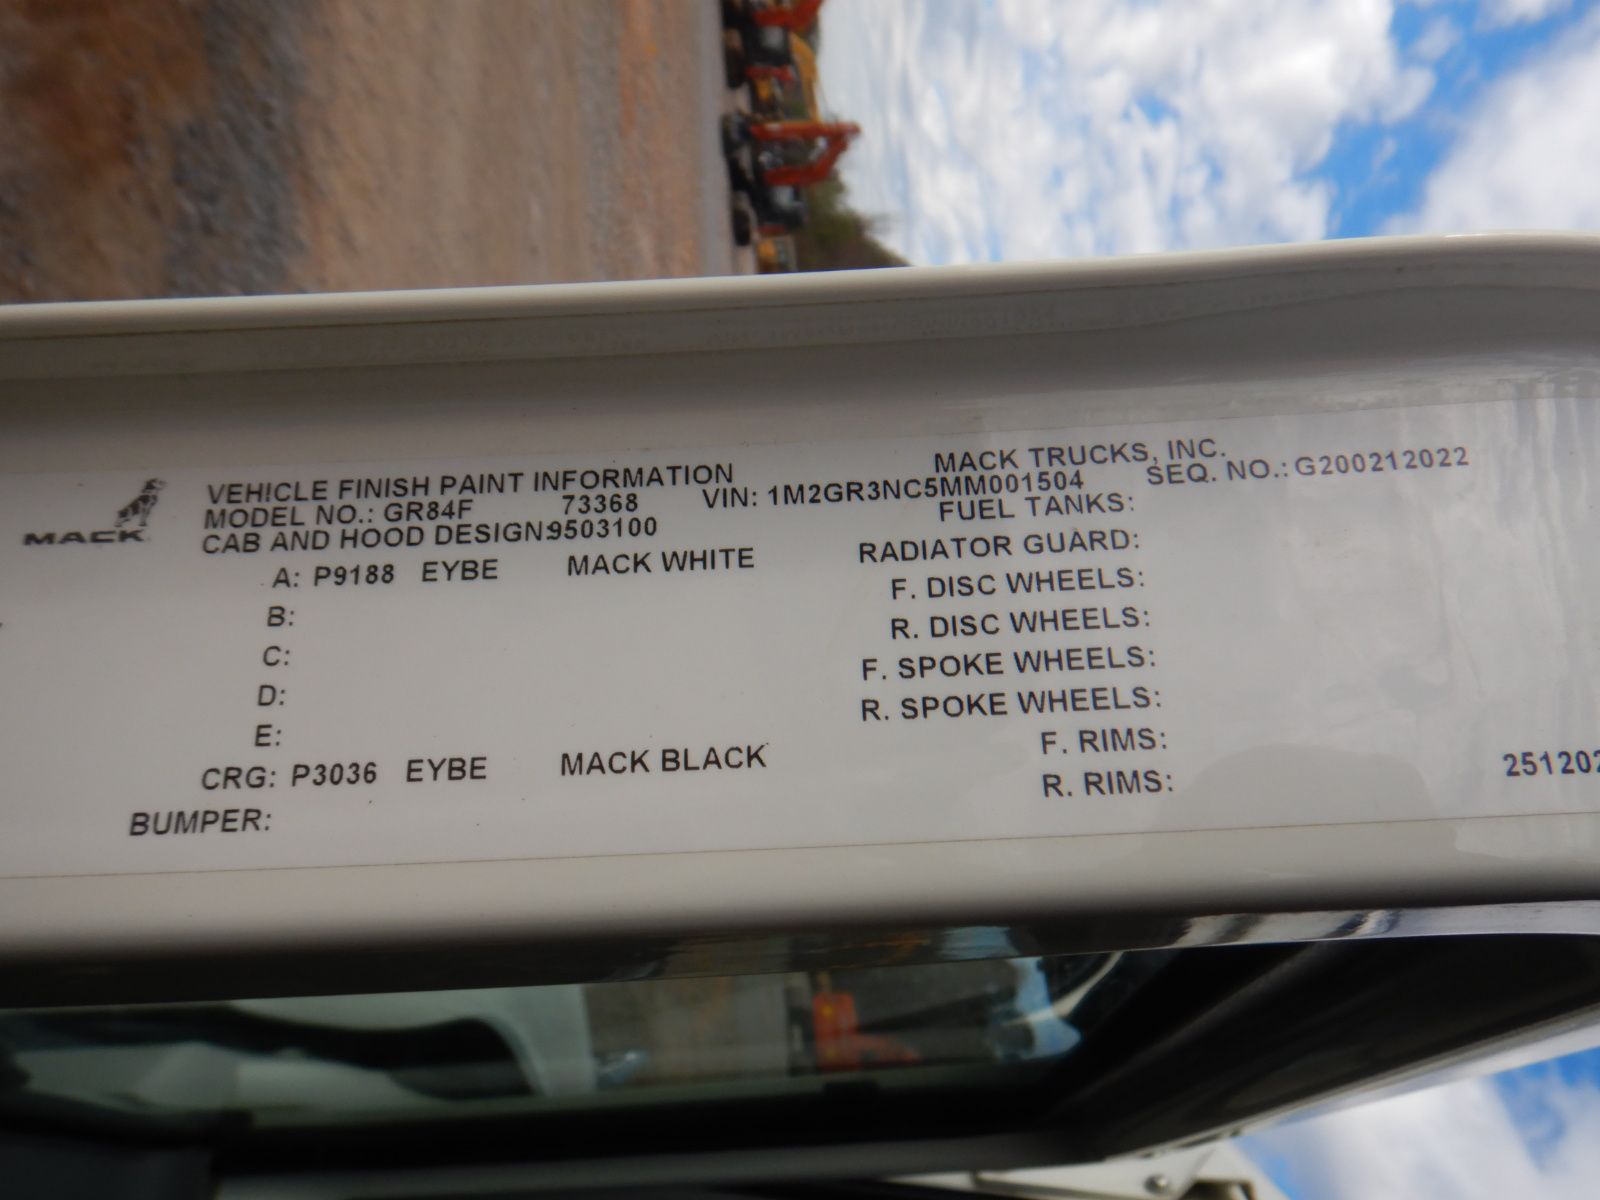 MACK
VEHICLE FINISH PAINT INFORMATION MACK TRUCKS, INC.
MODEL NO.: GR84F 73368 VIN: 1M2GR3NC5MM001504 SEQ. NO.: G200212022
CAB AND HOOD DESIGN:9503100 FUEL TANKS:
A: P9188 EYBE MACK WHITE RADIATOR GUARD:
B: F. DISC WHEELS:
C: R. DISC WHEELS:
D: F. SPOKE WHEELS:
E: R. SPOKE WHEELS:
CRG: P3036 EYBE MACK BLACK F. RIMS:
BUMPER: R. RIMS: